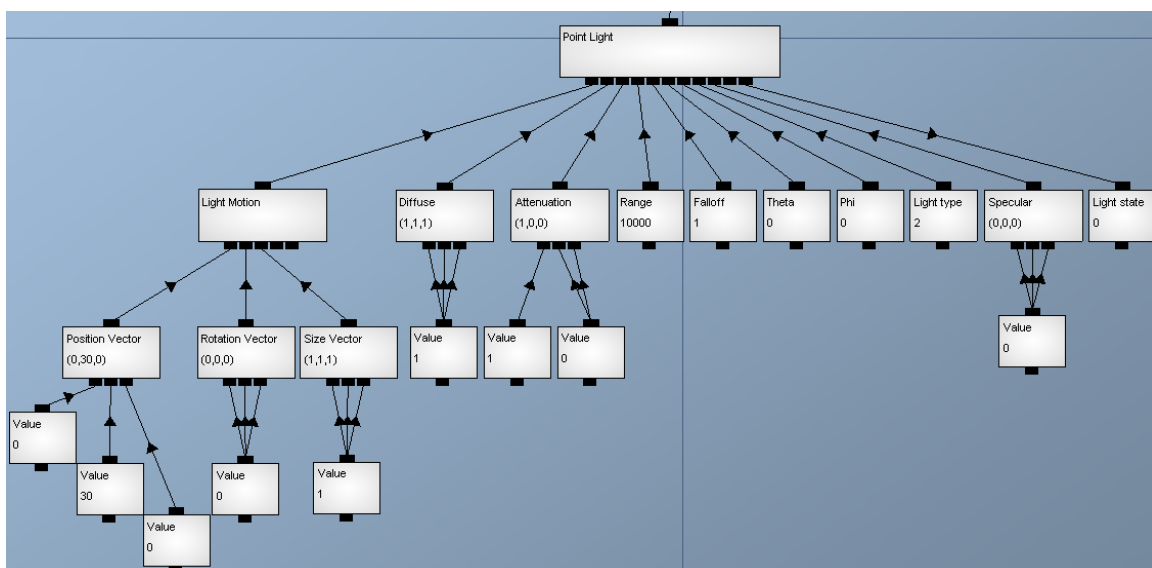 Point Light
Light Motion
Diffuse
(1,1,1)
Attenuation
(1,0,0)
Range
10000
Falloff
1
Theta
0
Phi
0
Light type
2
Specular
(0,0,0)
Light state
0
Position Vector
(0,30,0)
Rotation Vector
(0,0,0)
Size Vector
(1,1,1)
Value
1
Value
1
Value
0
Value
0
Value
0
Value
30
Value
0
Value
0
Value
1